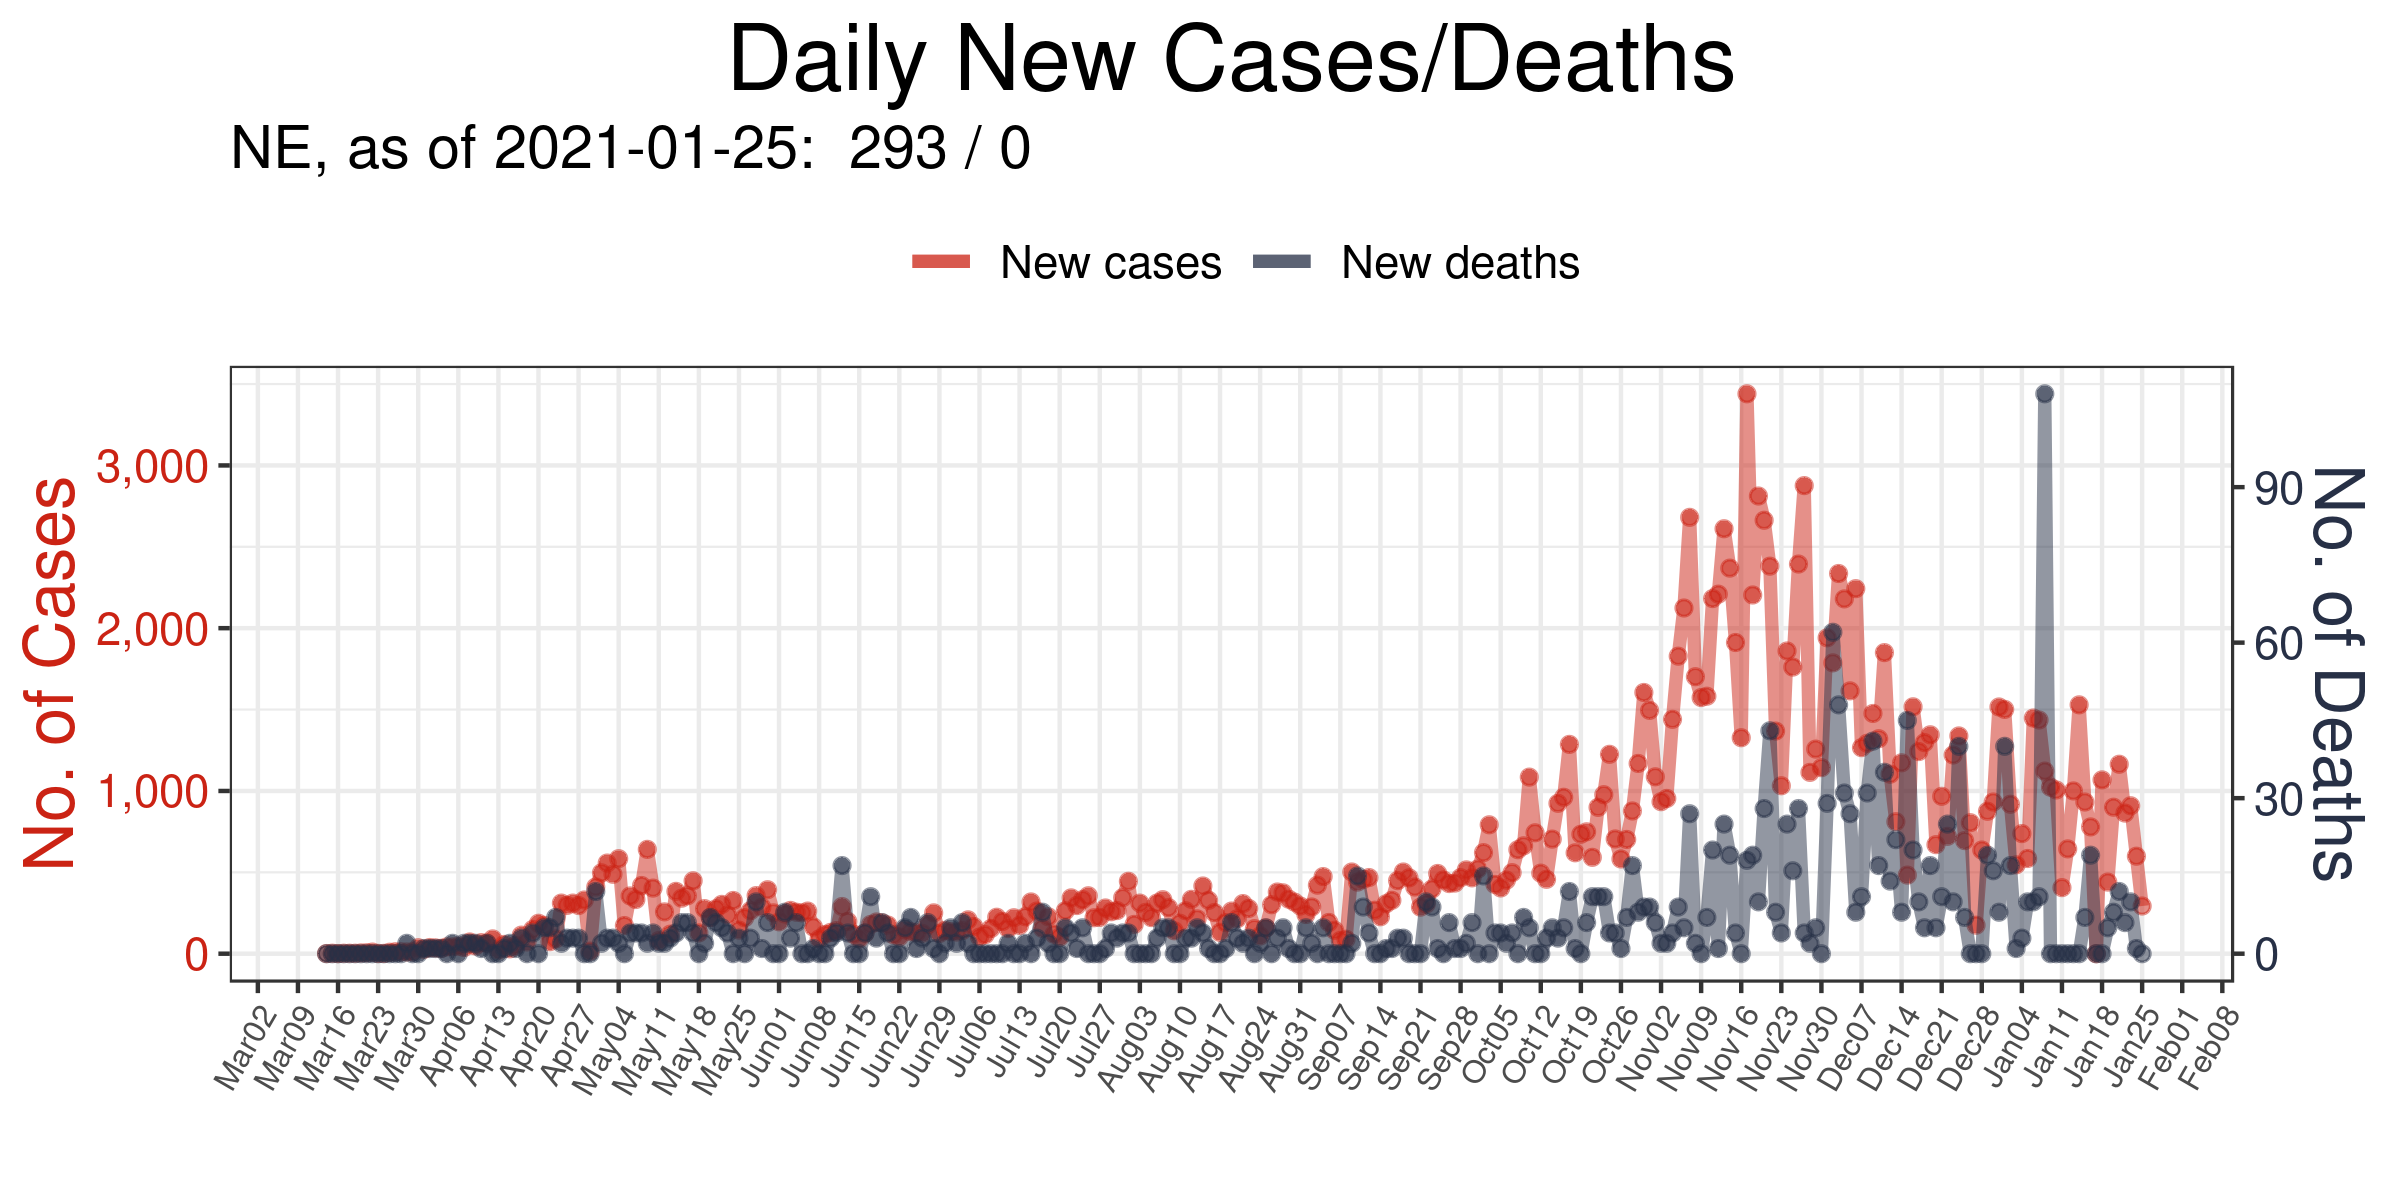 Daily New Cases/Deaths
NE, as of 2021-01-25:  293 / 0
New cases
New deaths
No. of Cases
3,000
2,000
1,000
0
90
60
30
0
No. of Deaths
Mar02
Mar09
Mar16
Mar23
Mar30
Apr06
Apr13
Apr20
Apr27
May04
May11
May18
May25
Jun01
Jun08
Jun15
Jun22
Jun29
Jul06
Jul13
Jul20
Jul27
Aug03
Aug10
Aug17
Aug24
Aug31
Sep07
Sep14
Sep21
Sep28
Oct05
Oct12
Oct19
Oct26
Nov02
Nov09
Nov16
Nov23
Nov30
Dec07
Dec14
Dec21
Dec28
Jan04
Jan11
Jan18
Jan25
Feb01
Feb08